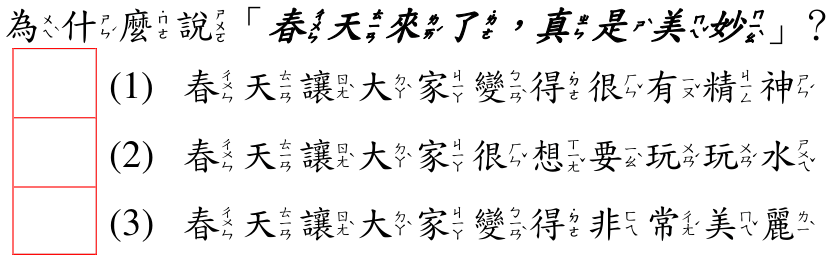 為什麼說「春天來了，真是美妙」？
(1) 春天讓大家變得很有精神
(2) 春天讓大家很想要玩玩水
(3) 春天讓大家變得非常美麗